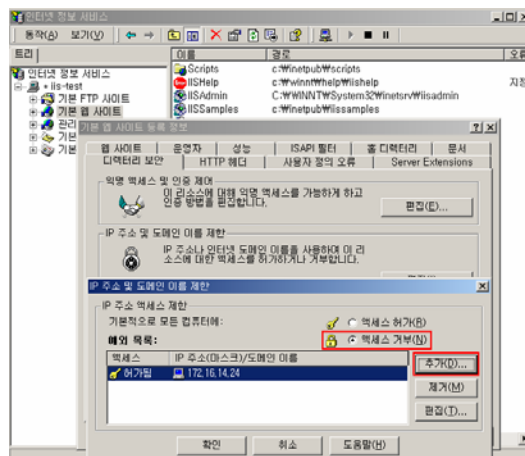 인터넷 정보 서비스
동작(A) 보기(V)
트리
이름 경로 오류
인터넷 정보 서비스
* iis-test
기본 FTP 사이트
기본 웹 사이트
관리
기본
기본
Scripts c:₩inetpub₩scripts
IISHelp c:₩winnt₩help₩iishelp 지정
IISAdmin C:₩WINNT₩System32₩inetsrv₩iisadmin
IISSamples c:₩inetpub₩iissamples
기본 웹 사이트 등록 정보
웹 사이트 운영자 성능 ISAPI 필터 홈 디렉터리 문서
디렉터리 보안 HTTP 헤더 사용자 정의 오류 Server Extensions
익명 액세스 및 인증 제어
이 리소스에 대해 익명 액세스를 가능하게 하고
인증 방법을 편집합니다.
편집(E)...
IP 주소 및 도메인 이름 제한
IP 주소나 인터넷 도메인 이름을 사용하여 이 리
소스에 대한 액세스를 허가하거나 거부합니다.
IP 주소 및 도메인 이름 제한
IP 주소 액세스 제한
기본적으로 모든 컴퓨터에: 액세스 허가(R)
예외 목록: 액세스 거부(N)
액세스 IP 주소(마스크)/도메인 이름
허가됨 172.16.14.24
추가(D)...
제거(M)
편집(T)...
확인 취소 도움말(H)